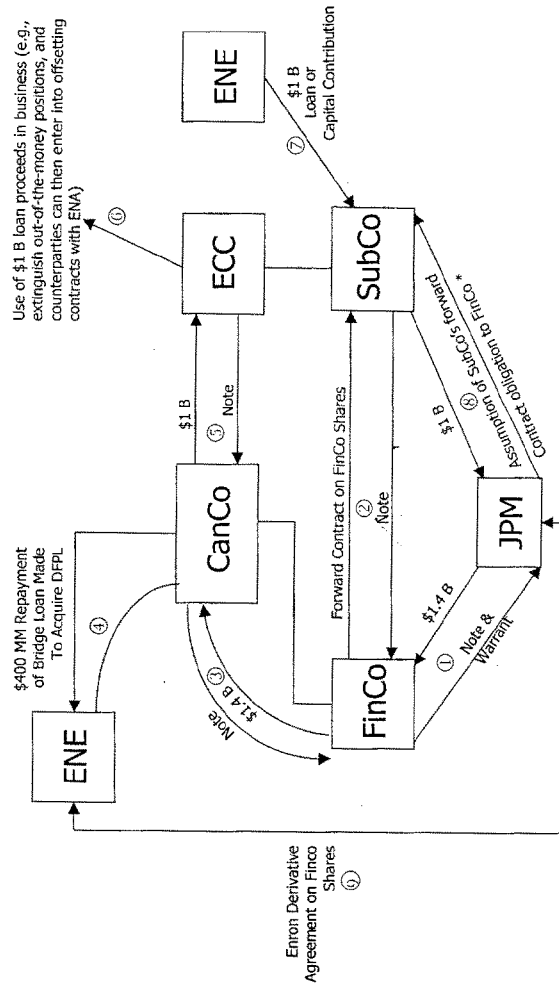 $400 MM Repayment
of Bridge Loan Made
To Acquire DFPL
ENE
④
Use of $1 B loan proceeds in business (e.g.,
extinguish out-of-the-money positions, and
counterparties can then enter into offsetting
contracts with ENA)
⑥
CanCo
$1 B
⑤ Note
ECC
ENE
Note
$1.4 B ③
⑦
$1 B
Loan or
Capital Contribution
Enron Derivative
Agreement on Finco
Shares
⑨
FinCo
Forward Contract on FinCo Shares
②
Note
SubCo
$1.4 B
① Note &
Warrant
JPM
$1 B
⑧ Assumption of SubCo's forward
Contract obligation to FinCo *